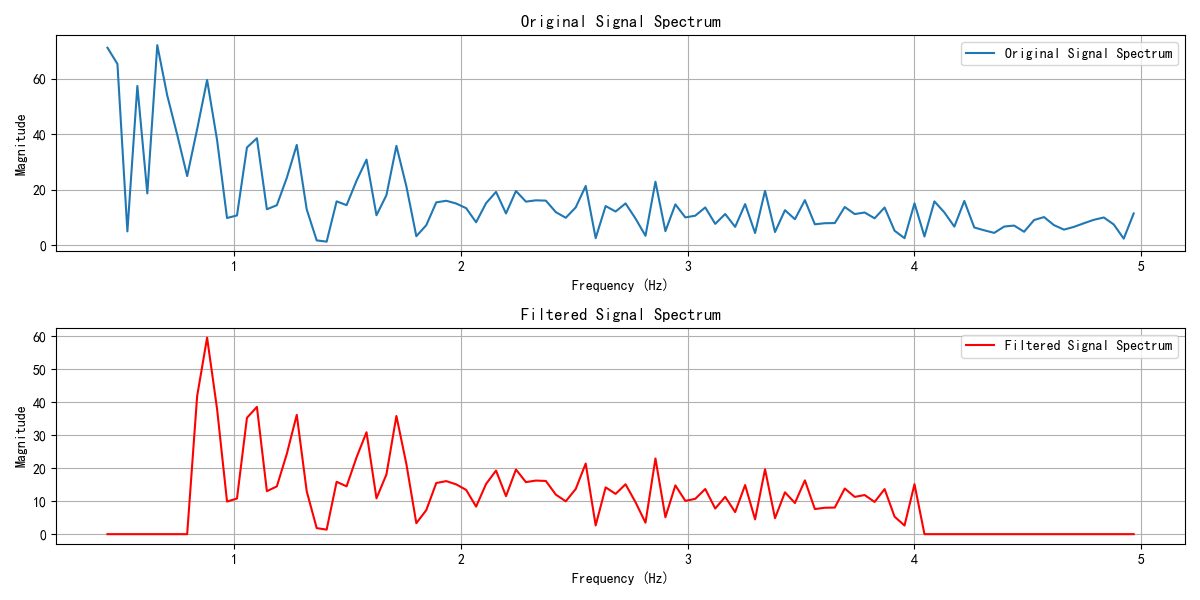 Original Signal Spectrum
Original Signal Spectrum
Magnitude
60
40
20
0
1 2 3 4 5
Frequency (Hz)
Filtered Signal Spectrum
Filtered Signal Spectrum
Magnitude
60
50
40
30
20
10
0
1 2 3 4 5
Frequency (Hz)